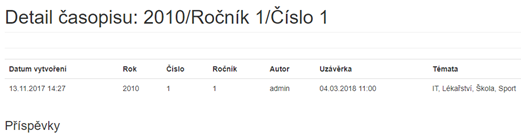 Detail časopisu: 2010/Ročník 1/Číslo 1
Datum vytvoření Rok Číslo Ročník Autor Uzávěrka Témata
13.11.2017 14:27 2010 1 1 admin 04.03.2018 11:00 IT, Lékařství, Škola, Sport
Příspěvky